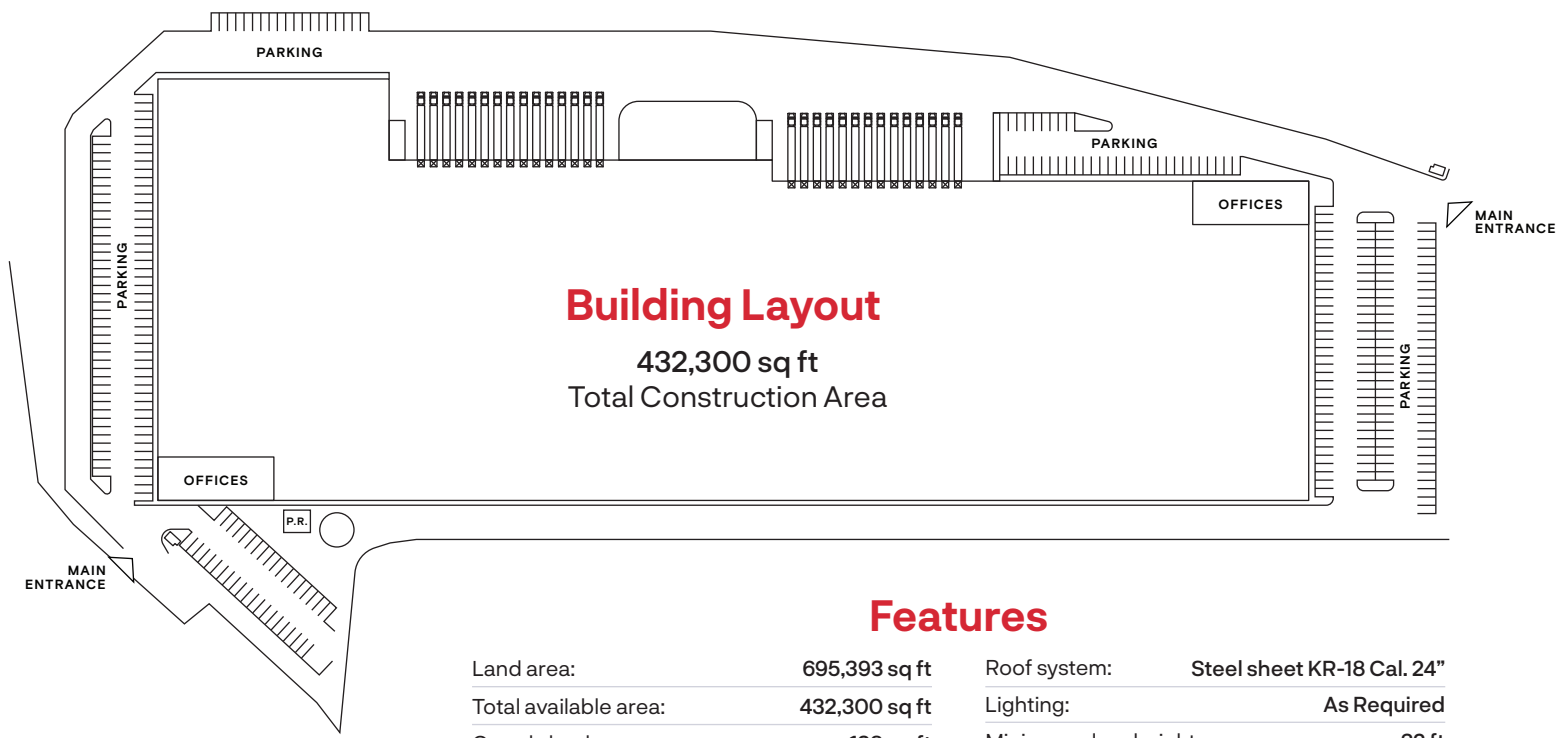 PARKING
PARKING
OFFICES
MAIN
ENTRANCE
PARKING
Building Layout
432,300 sq ft
Total Construction Area
PARKING
OFFICES
P.R.
MAIN
ENTRANCE
Features
Land area: 695,393 sq ft
Roof system: Steel sheet KR-18 Cal. 24”
Total available area: 432,300 sq ft
Lighting: As Required